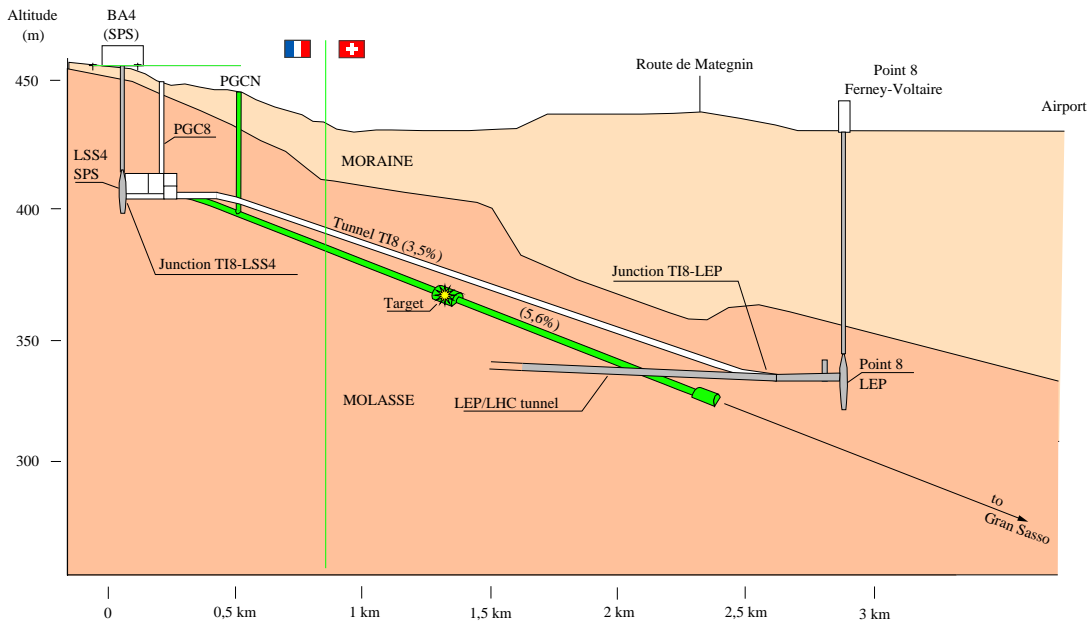 Altitude
(m)
BA4
(SPS)
450
PGCN
Route de Mategnin
Point 8
Ferney-Voltaire
Airport
PGC8
LSS4
SPS
MORAINE
400
Tunnel TI8 (3,5%)
Junction TI8-LSS4
Junction TI8-LEP
Target
(5,6%)
350
Point 8
LEP
MOLASSE
LEP/LHC tunnel
300
to
Gran Sasso
0
0,5 km
1 km
1,5 km
2 km
2,5 km
3 km